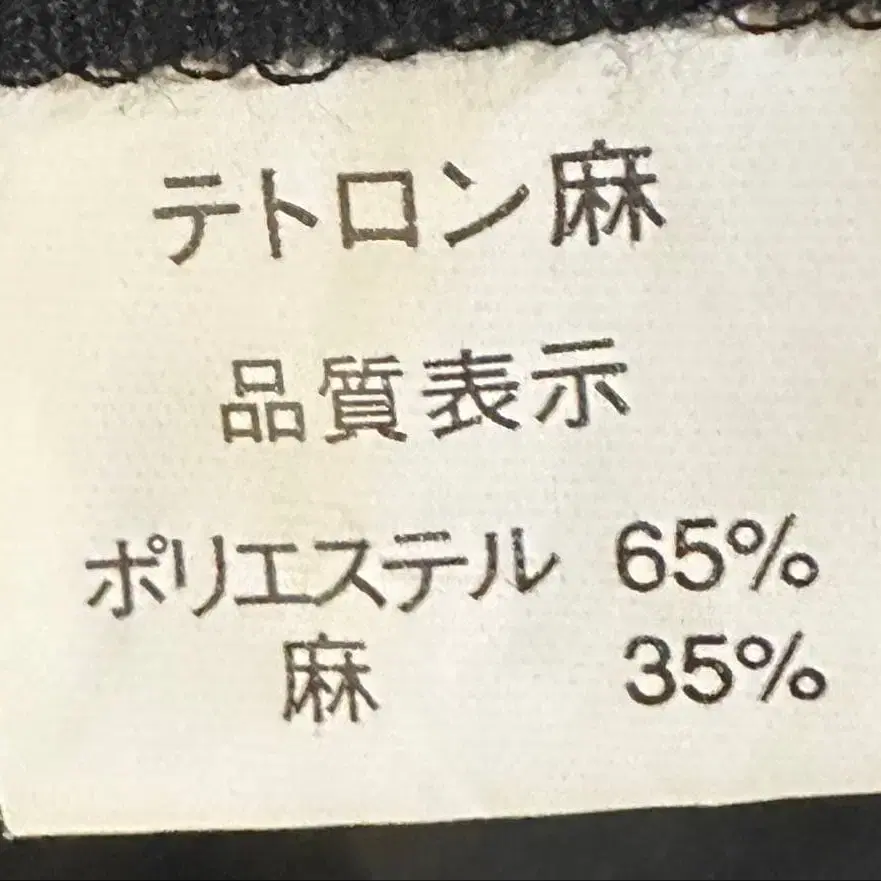 テトロン麻
品質表示
ポリエステル 65%
麻 35%